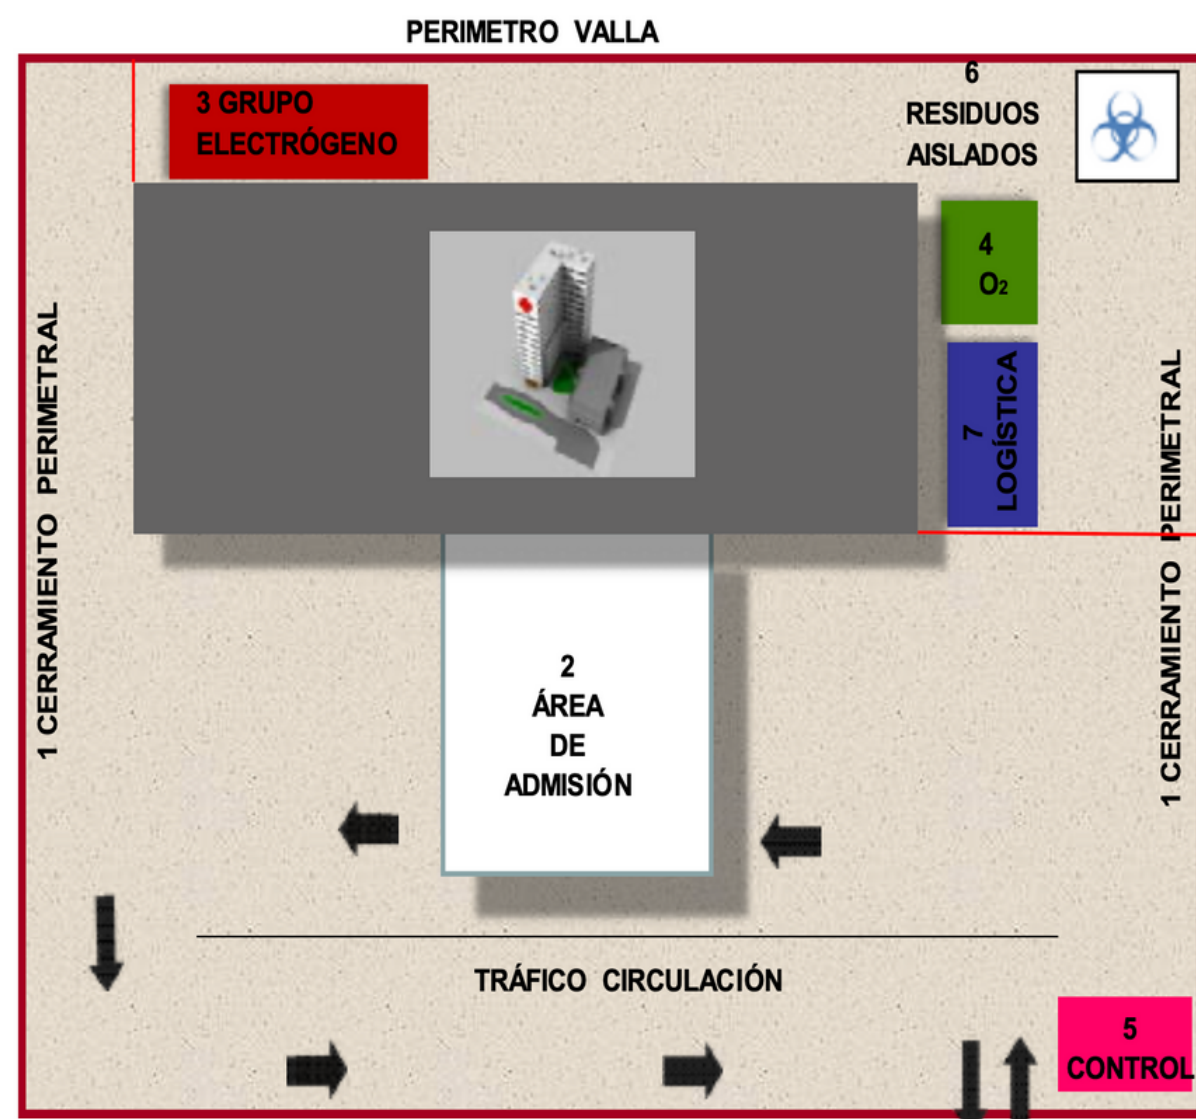 PERIMETRO VALLA
3 GRUPO
ELECTRÓGENO
6
RESIDUOS
AISLADOS
4
O₂
7
LOGÍSTICA
1 CERRAMIENTO PERIMETRAL
1 CERRAMIENTO PERIMETRAL
2
ÁREA
DE
ADMISIÓN
TRÁFICO CIRCULACIÓN
5
CONTROL